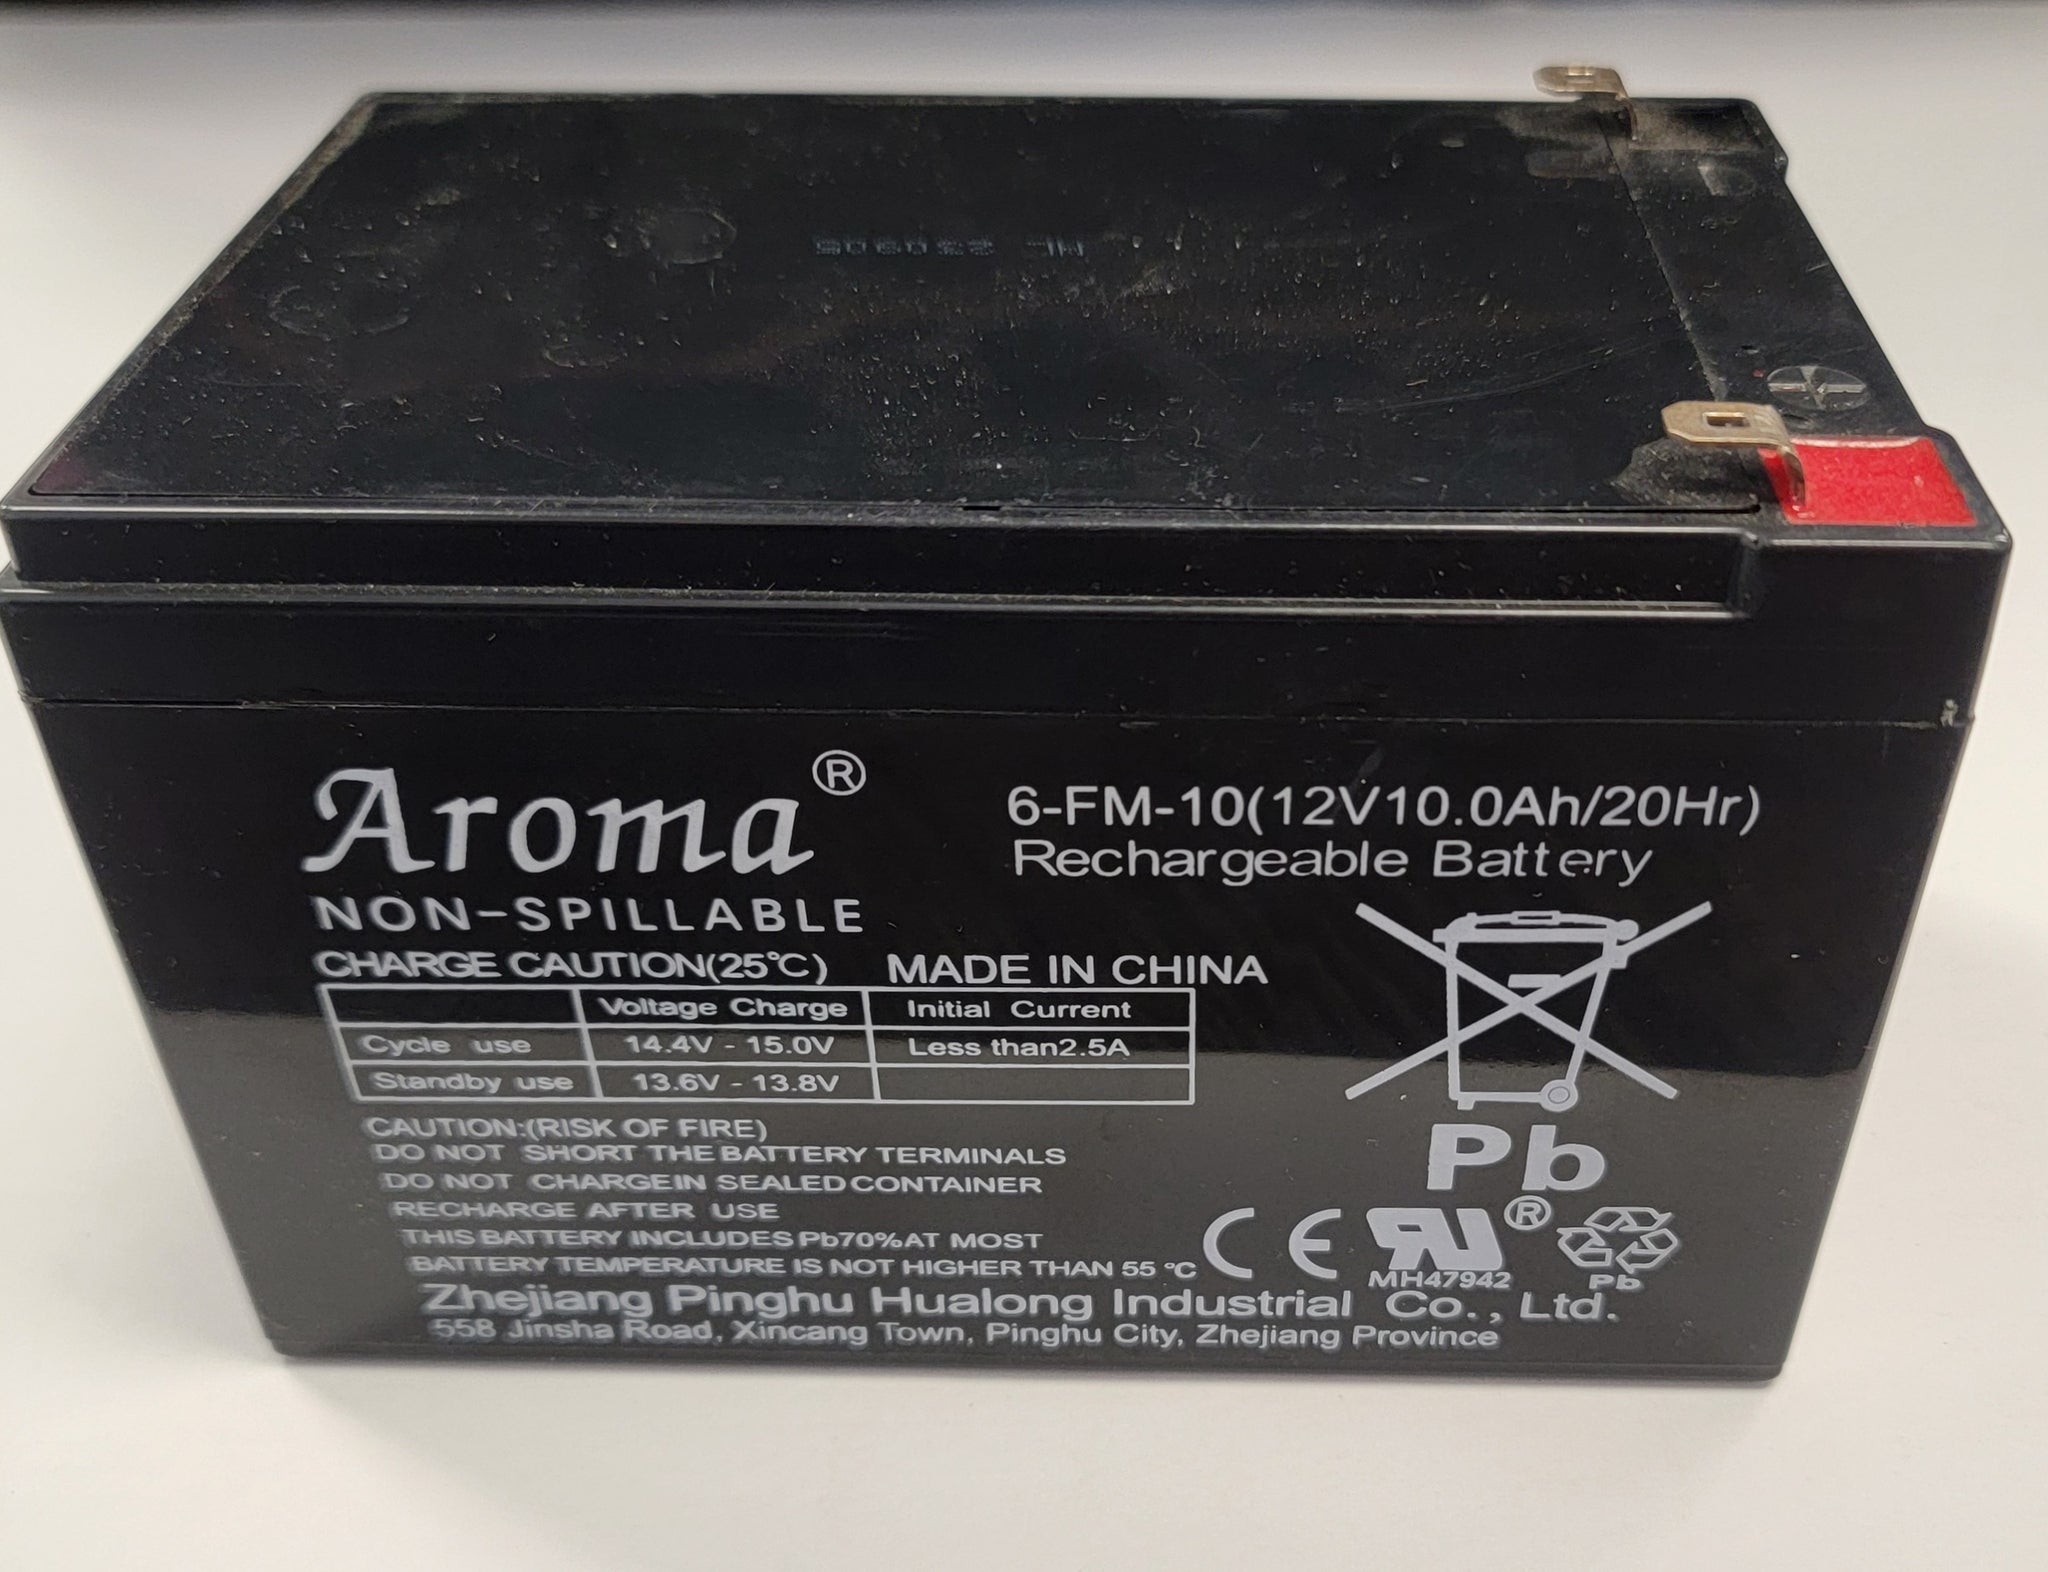 HL 230905
Aroma®
NON-SPILLABLE
6-FM-10(12V10.0Ah/20Hr)
Rechargeable Battery
CHARGE CAUTION(25℃)
MADE IN CHINA
Voltage Charge Initial Current
Cycle use 14.4V - 15.0V Less than2.5A
Standby use 13.6V - 13.8V
CAUTION:(RISK OF FIRE)
DO NOT SHORT THE BATTERY TERMINALS
DO NOT CHARGEIN SEALED CONTAINER
RECHARGE AFTER USE
THIS BATTERY INCLUDES Pb70%AT MOST
BATTERY TEMPERATURE IS NOT HIGHER THAN 55 ℃
Pb
CE
RU®
MH47942
Pb
Zhejiang Pinghu Hualong Industrial Co., Ltd.
558 Jinsha Road, Xincang Town, Pinghu City, Zhejiang Province